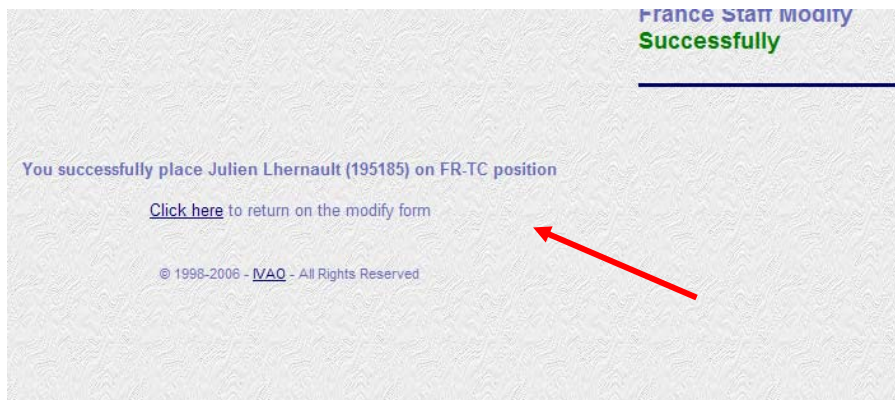 France Staff Modify
Successfully
You successfully place Julien Lhernault (195185) on FR-TC position
Click here to return on the modify form
© 1998-2006 - IVAO - All Rights Reserved